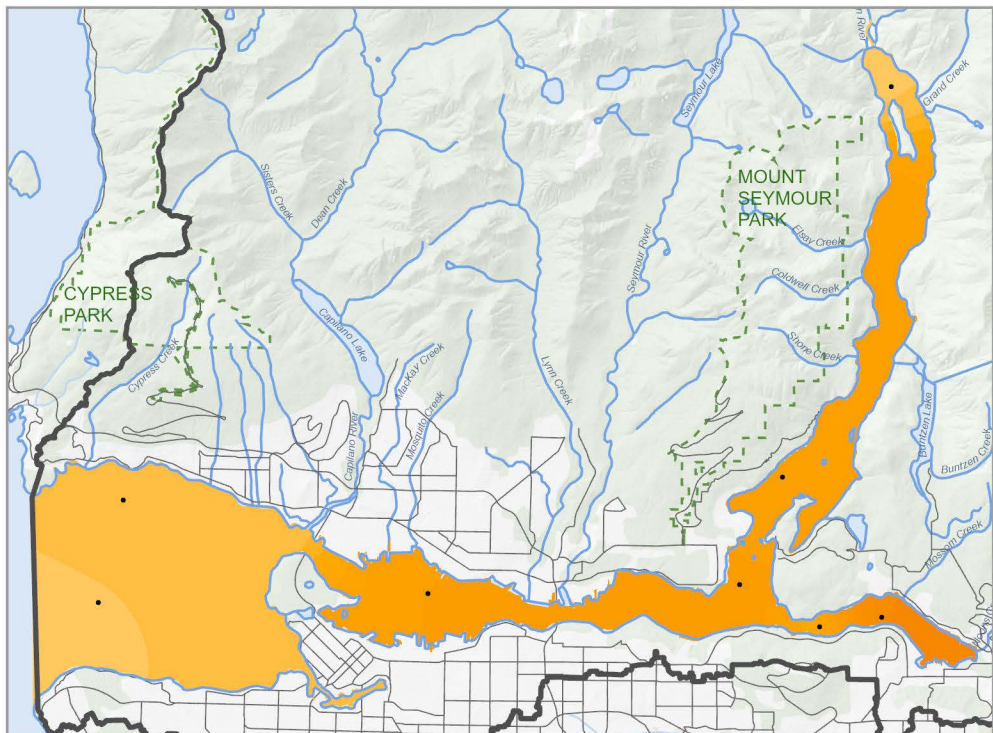 n River
Grand Creek
Seymour Lake
MOUNT
SEYMOUR
PARK
Sisters Creek
Dean Creek
Elsay Creek
Seymour River
Coldwell Creek
CYPRESS
PARK
Capilano Lake
Shone Creek
Cypress Creek
MacKay Creek
Lynn Creek
Mosquito Creek
Buntzen Lake
Capilano River
Buntzen Creek
Mossom Creek